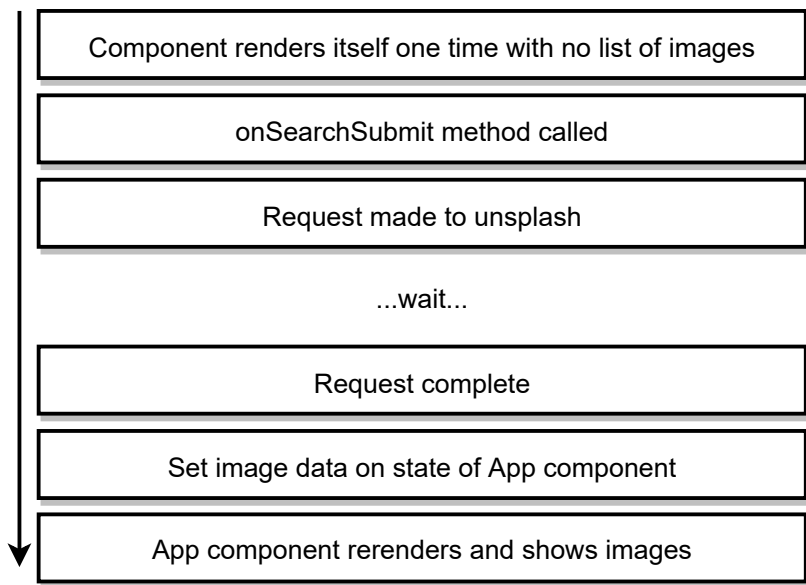 Component renders itself one time with no list of images
onSearchSubmit method called
Request made to unsplash
...wait...
Request complete
Set image data on state of App component
App component rerenders and shows images